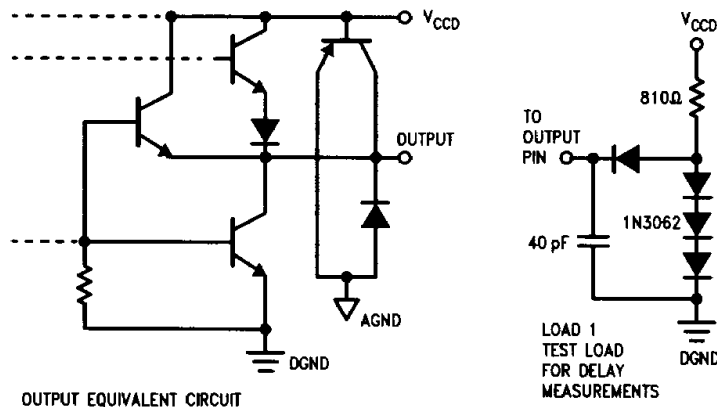 VCCD
OUTPUT
AGND
DGND
OUTPUT EQUIVALENT CIRCUIT
VCCD
810Ω
TO
OUTPUT
PIN
1N3062
40 pF
DGND
LOAD 1
TEST LOAD
FOR DELAY
MEASUREMENTS